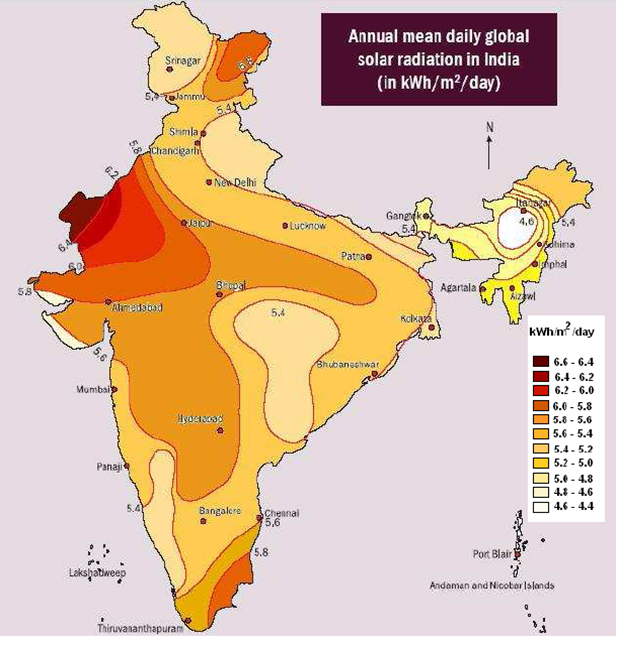 Annual mean daily global
solar radiation in India
(in kWh/m²/day)
N
Srinagar
5.4
Jammu
5.8
5.4
Shimla
Chandigarh
5.8
6.2
New Delhi
Gangtok
5.4
Itanagar
4.6
5.4
Jaipur
Lucknow
6.4
Patna
Imphal
6.0
Bhopal
Agartala
Aizawl
5.8
Ahmedabad
5.4
Kolkata
5.6
Bhubaneshwar
Mumbai
Hyderabad
Panaji
5.4
Bangalore
Chennai
5.6
5.8
Lakshadweep
Thiruvananthapuram
Port Blair
Andaman and Nicobar Islands
kWh/m²/day
6.6 - 6.4
6.4 - 6.2
6.2 - 6.0
6.0 - 5.8
5.8 - 5.6
5.6 - 5.4
5.4 - 5.2
5.2 - 5.0
5.0 - 4.8
4.8 - 4.6
4.6 - 4.4